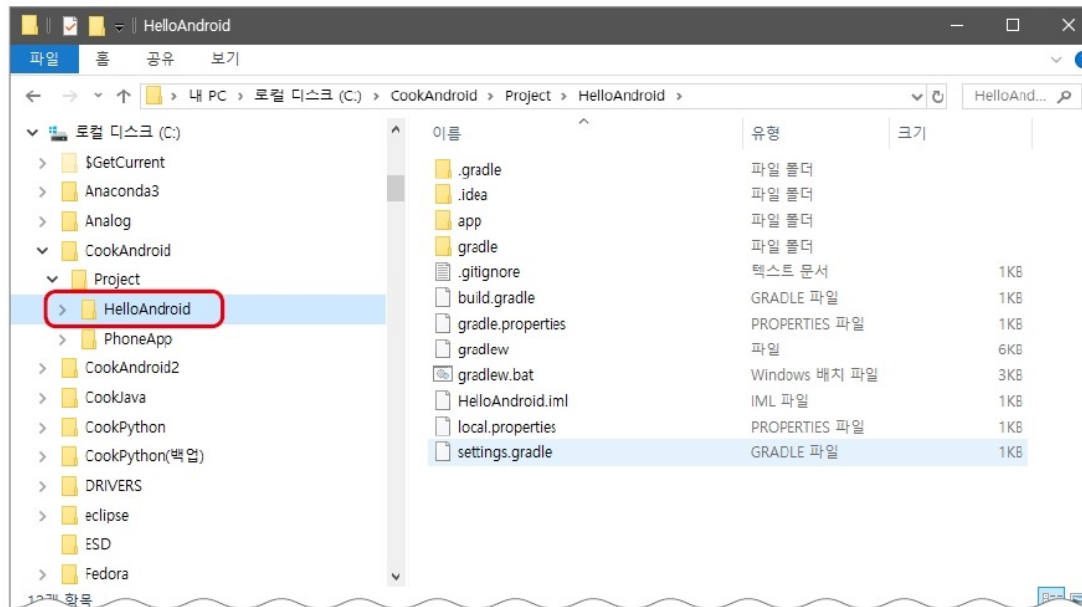 HelloAndroid
파일 홈 공유 보기
내 PC > 로컬 디스크 (C:) > CookAndroid > Project > HelloAndroid >
HelloAnd...
로컬 디스크 (C:)
$GetCurrent
Anaconda3
Analog
CookAndroid
Project
HelloAndroid
PhoneApp
CookAndroid2
CookJava
CookPython
CookPython(백업)
DRIVERS
eclipse
ESD
Fedora
이름 유형 크기
.gradle 파일 폴더
.idea 파일 폴더
app 파일 폴더
gradle 파일 폴더
.gitignore 텍스트 문서 1KB
build.gradle GRADLE 파일 1KB
gradle.properties PROPERTIES 파일 1KB
gradlew 파일 6KB
gradlew.bat Windows 배치 파일 3KB
HelloAndroid.iml IML 파일 1KB
local.properties PROPERTIES 파일 1KB
settings.gradle GRADLE 파일 1KB
항목